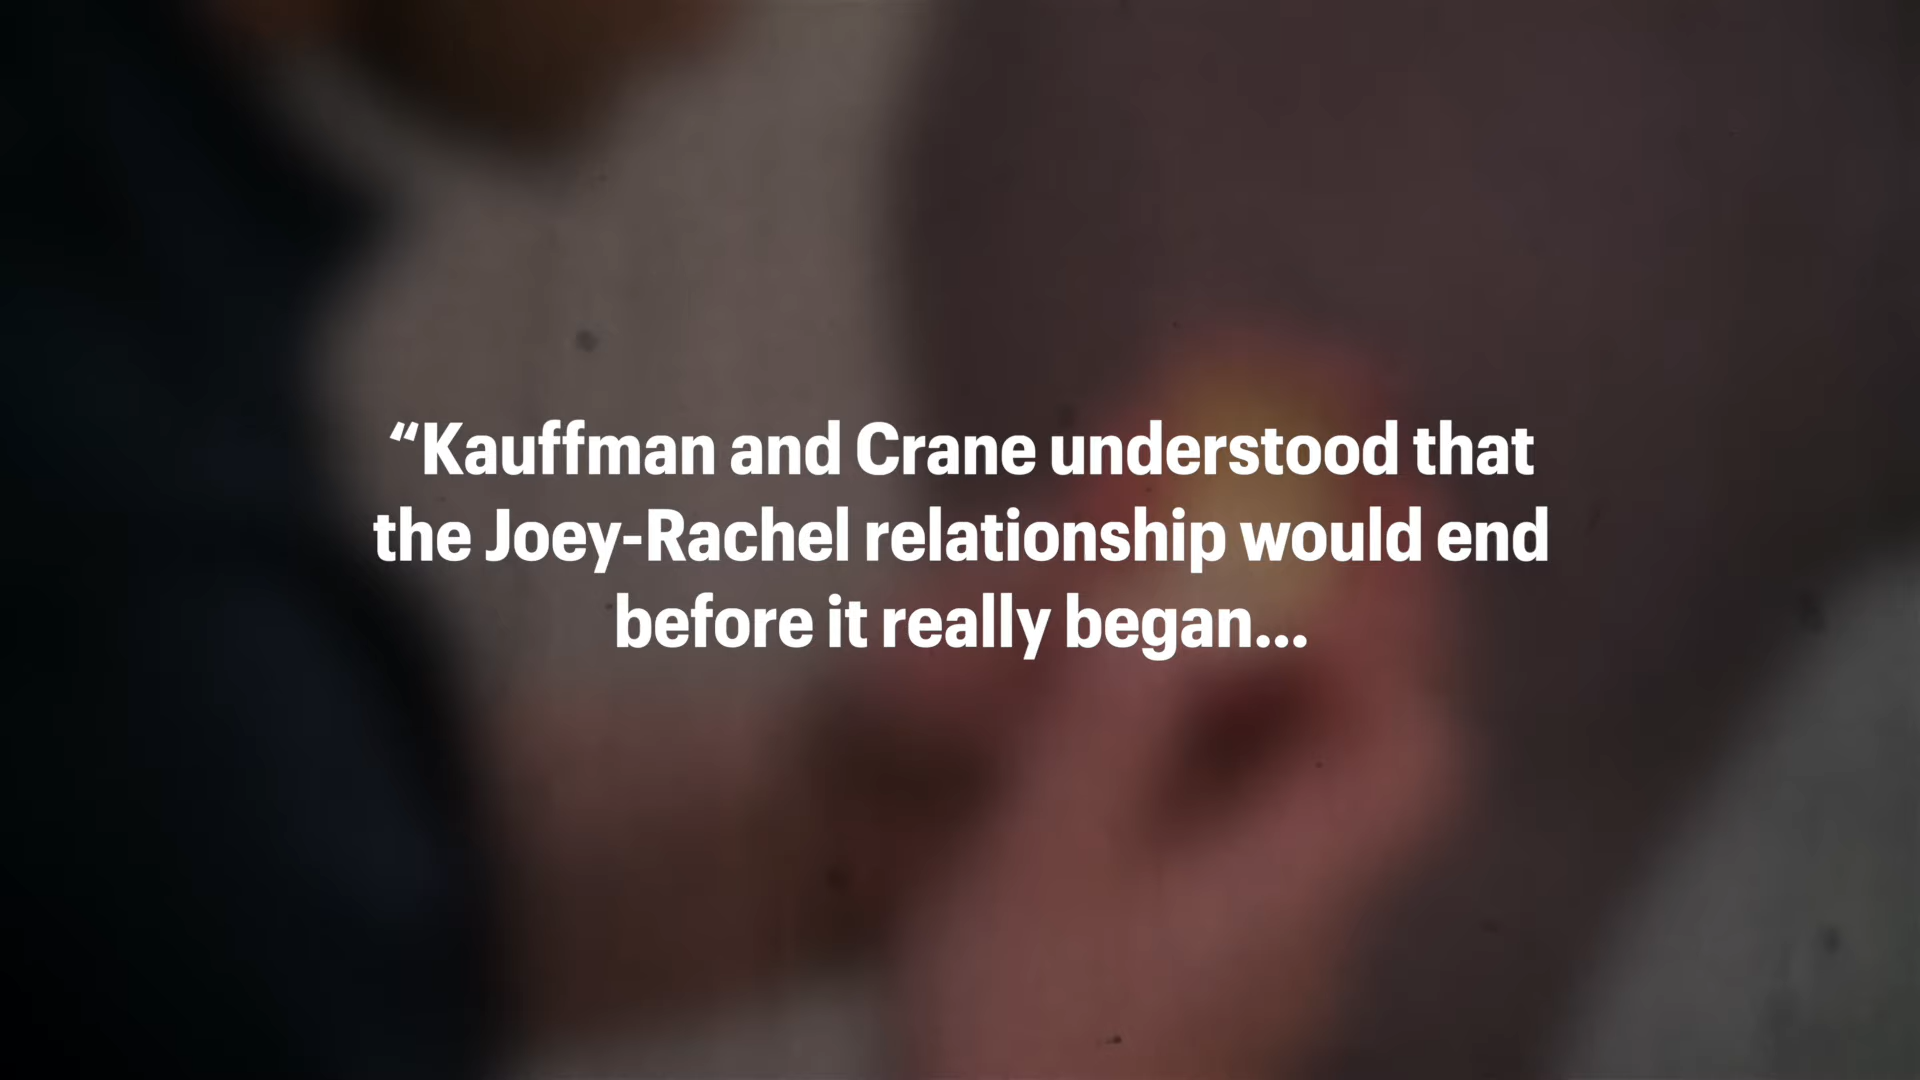 “Kauffman and Crane understood that
the Joey-Rachel relationship would end
before it really began...